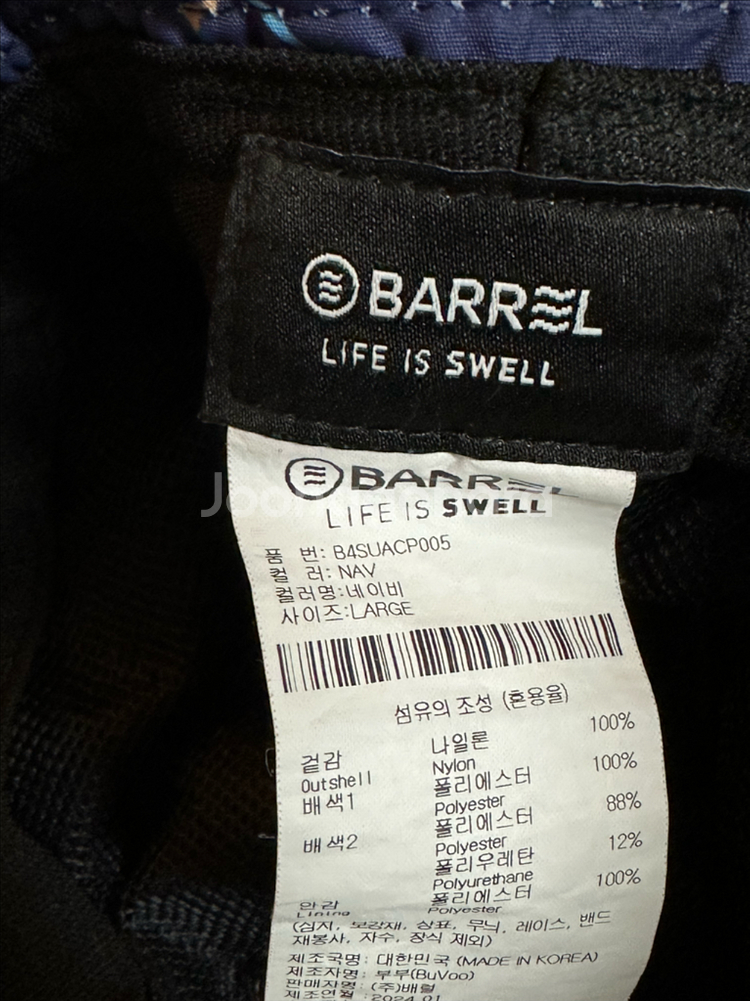 BARREL
LIFE IS SWELL
BARREL
LIFE IS SWELL
품 번: B4SUACP005
컬 러: NAV
컬러명:네이비
사이즈:LARGE
섬유의 조성 (혼용율)
겉감 나일론 100%
Outshell Nylon
배색1 폴리에스터 100%
Polyester
배색2 폴리에스터 88%
Polyester
폴리우레탄 12%
Polyurethane
안감 폴리에스터 100%
Lining Polyester
(심지, 보강재, 상표, 무늬, 레이스, 밴드
재봉사, 자수, 장식 제외)
제조국명: 대한민국 (MADE IN KOREA)
제조자명: 부부(BuVoo)
판매자명: (주)배럴
제조연월: 2024.01